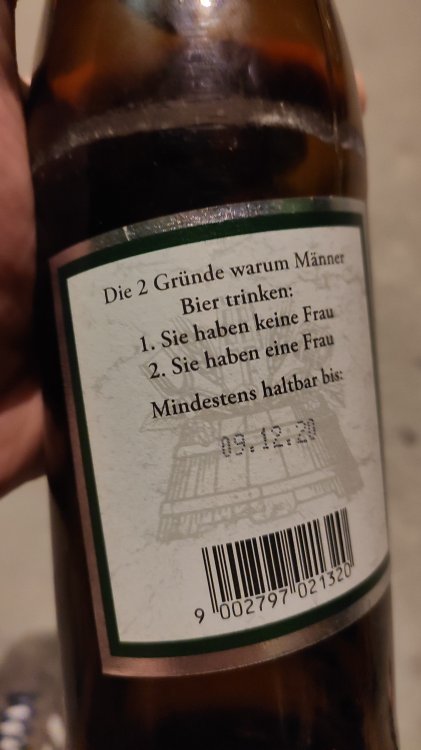 Die 2 Gründe warum Männer
Bier trinken:
1. Sie haben keine Frau
2. Sie haben eine Frau
Mindestens haltbar bis:
09.12.20
9 002797 021320